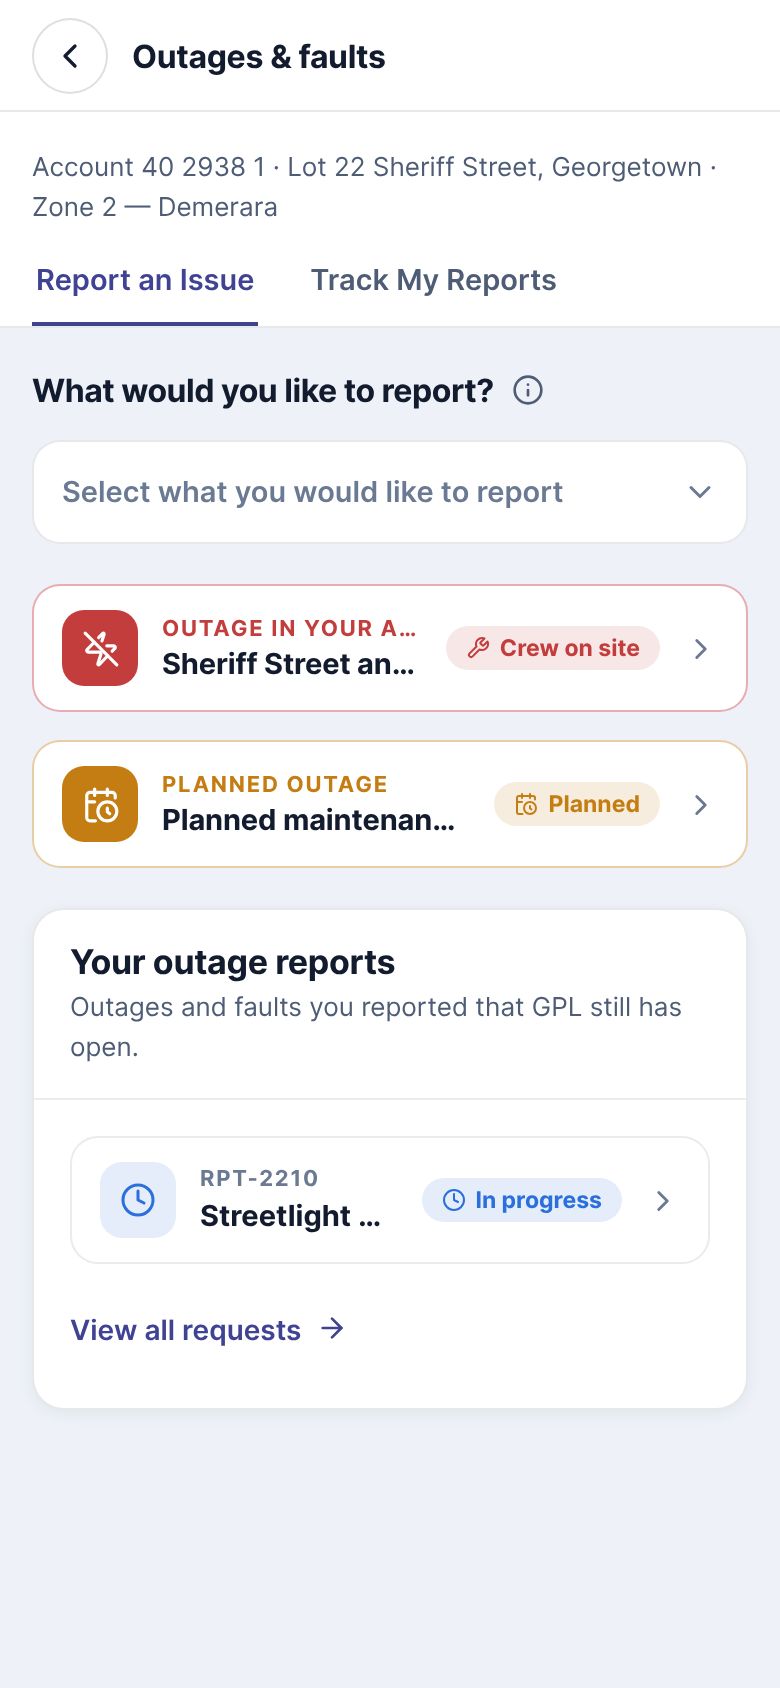 Outages & faults
Account 40 2938 1 · Lot 22 Sheriff Street, Georgetown ·
Zone 2 — Demerara
Report an Issue
Track My Reports
What would you like to report?
Select what you would like to report
OUTAGE IN YOUR A...
Sheriff Street an...
Crew on site
PLANNED OUTAGE
Planned maintenan...
Planned
Your outage reports
Outages and faults you reported that GPL still has
open.
RPT-2210
Streetlight ...
In progress
View all requests